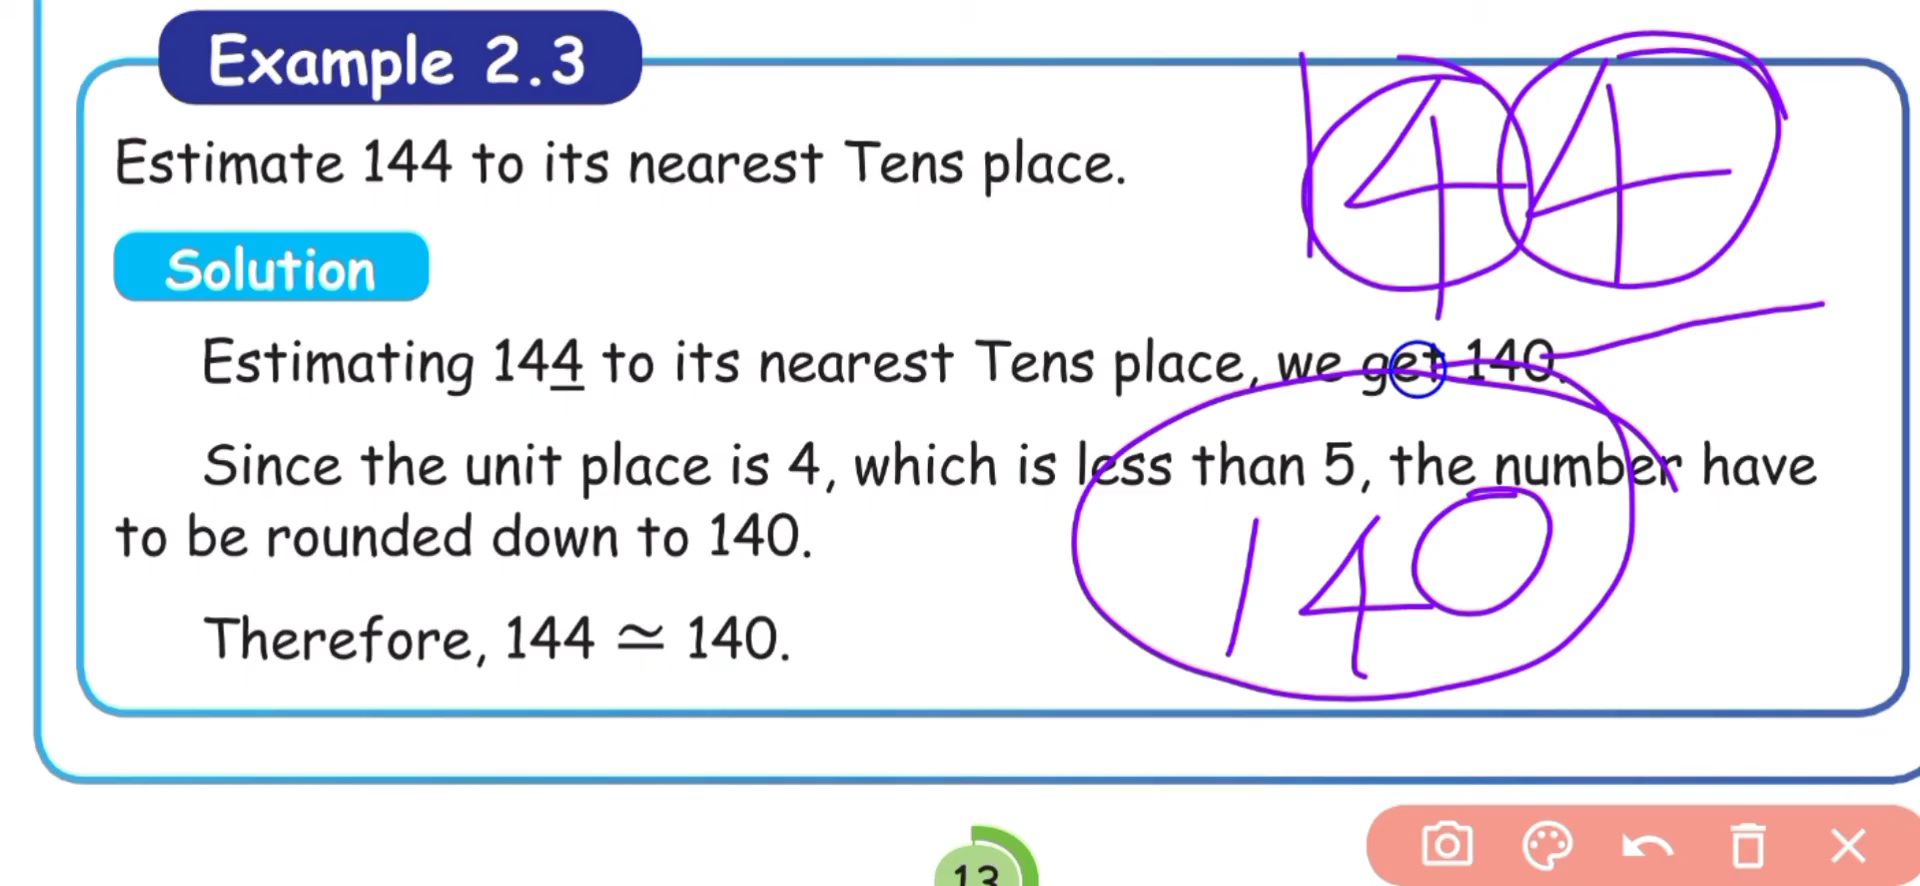 Example 2.3
144
Estimate 144 to its nearest Tens place.
Solution
Estimating 144 to its nearest Tens place, we get 140.
Since the unit place is 4, which is less than 5, the number have
to be rounded down to 140.
140
Therefore, 144 ≃ 140.
13